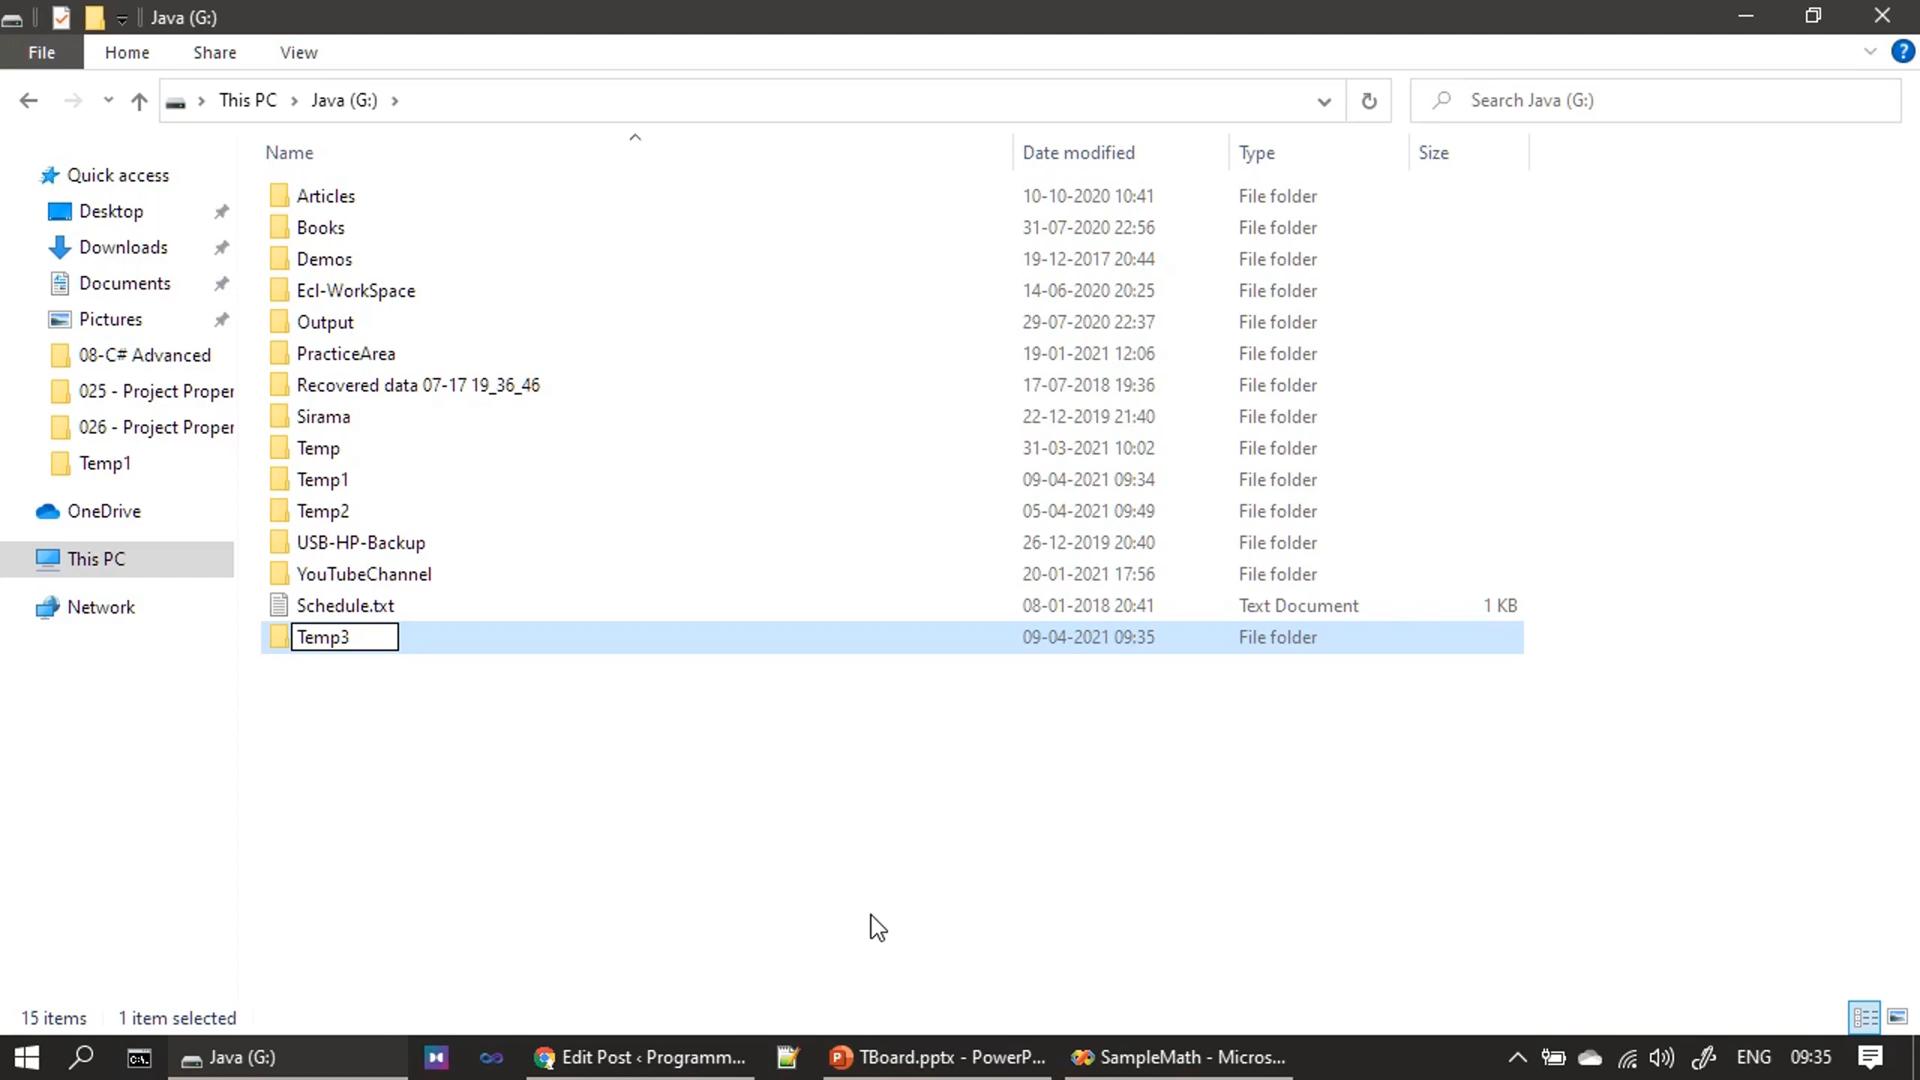 Java (G:)
File Home Share View
This PC Java (G:) Search Java (G:)
Name Date modified Type Size
Quick access
Desktop
Downloads
Documents
Pictures
08-C# Advanced
025 - Project Proper
026 - Project Proper
Temp1
OneDrive
This PC
Network
Articles 10-10-2020 10:41 File folder
Books 31-07-2020 22:56 File folder
Demos 19-12-2017 20:44 File folder
Ecl-WorkSpace 14-06-2020 20:25 File folder
Output 29-07-2020 22:37 File folder
PracticeArea 19-01-2021 12:06 File folder
Recovered data 07-17 19_36_46 17-07-2018 19:36 File folder
Sirama 22-12-2019 21:40 File folder
Temp 31-03-2021 10:02 File folder
Temp1 09-04-2021 09:34 File folder
Temp2 05-04-2021 09:49 File folder
USB-HP-Backup 26-12-2019 20:40 File folder
YouTubeChannel 20-01-2021 17:56 File folder
Schedule.txt 08-01-2018 20:41 Text Document 1 KB
Temp3 09-04-2021 09:35 File folder
15 items 1 item selected
Java (G:) Edit Post ‹ Programm... TBoard.pptx - PowerP... SampleMath - Micros... ENG 09:35